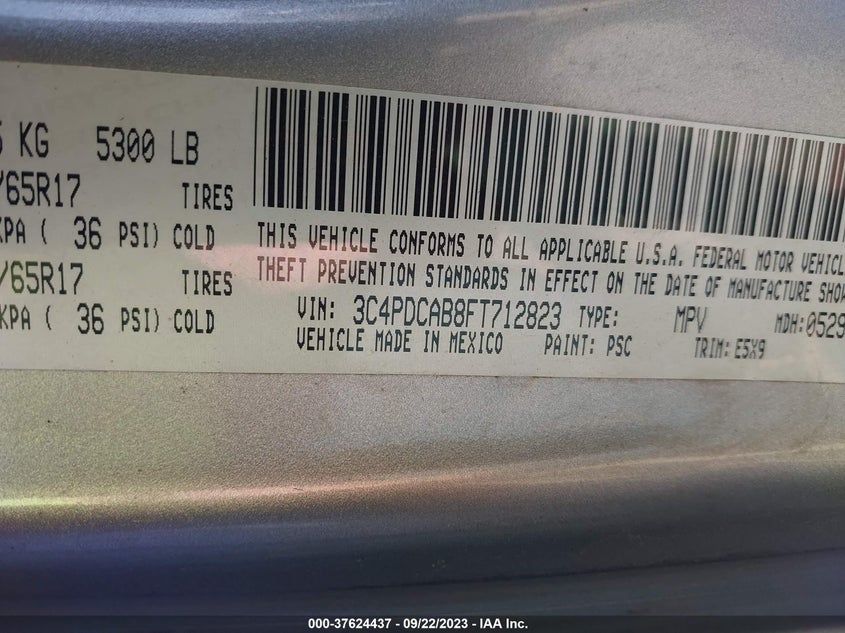 5 KG 5300 LB
/65R17 TIRES
KPA ( 36 PSI) COLD
/65R17 TIRES
KPA ( 36 PSI) COLD
THIS VEHICLE CONFORMS TO ALL APPLICABLE U.S.A. FEDERAL MOTOR VEHICL
THEFT PREVENTION STANDARDS IN EFFECT ON THE DATE OF MANUFACTURE SHOW
VIN: 3C4PDCAB8FT712823 TYPE: MPV MDH:0529
VEHICLE MADE IN MEXICO PAINT: PSC TRIM: E5X9
000-37624437 - 09/22/2023 - IAA Inc.